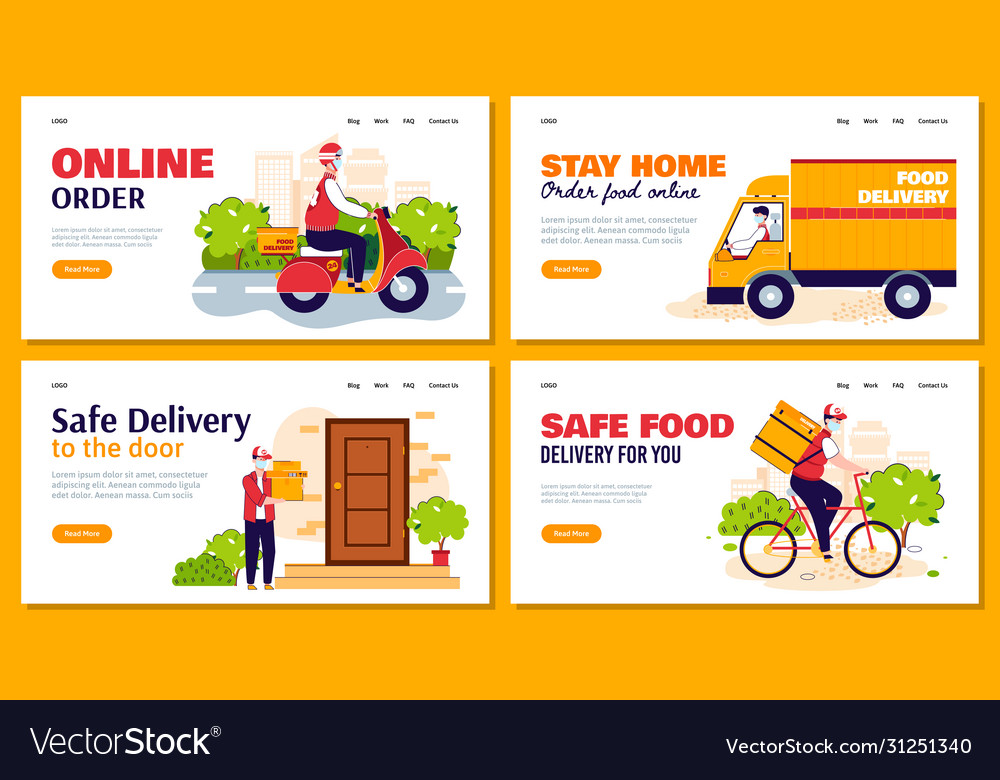 LOGO Blog Work FAQ Contact Us
ONLINE
ORDER
Lorem ipsum dolor sit amet, consectetuer
adipiscing elit. Aenean commodo ligula
eget dolor. Aenean massa. Cum sociis
Read More
FOOD
DELIVERY
24
LOGO Blog Work FAQ Contact Us
STAY HOME
Order food online
Lorem ipsum dolor sit amet, consectetuer
adipiscing elit. Aenean commodo ligula eget
dolor. Aenean massa. Cum sociis
Read More
FOOD
DELIVERY
LOGO Blog Work FAQ Contact Us
Safe Delivery
to the door
Lorem ipsum dolor sit amet, consectetuer
adipiscing elit. Aenean commodo ligula eget
dolor. Aenean massa. Cum sociis
Read More
LOGO Blog Work FAQ Contact Us
SAFE FOOD
DELIVERY FOR YOU
Lorem ipsum dolor sit amet, consectetuer
adipiscing elit. Aenean commodo ligula
eget dolor. Aenean massa. Cum sociis
Read More
VectorStock®
VectorStock.com/31251340